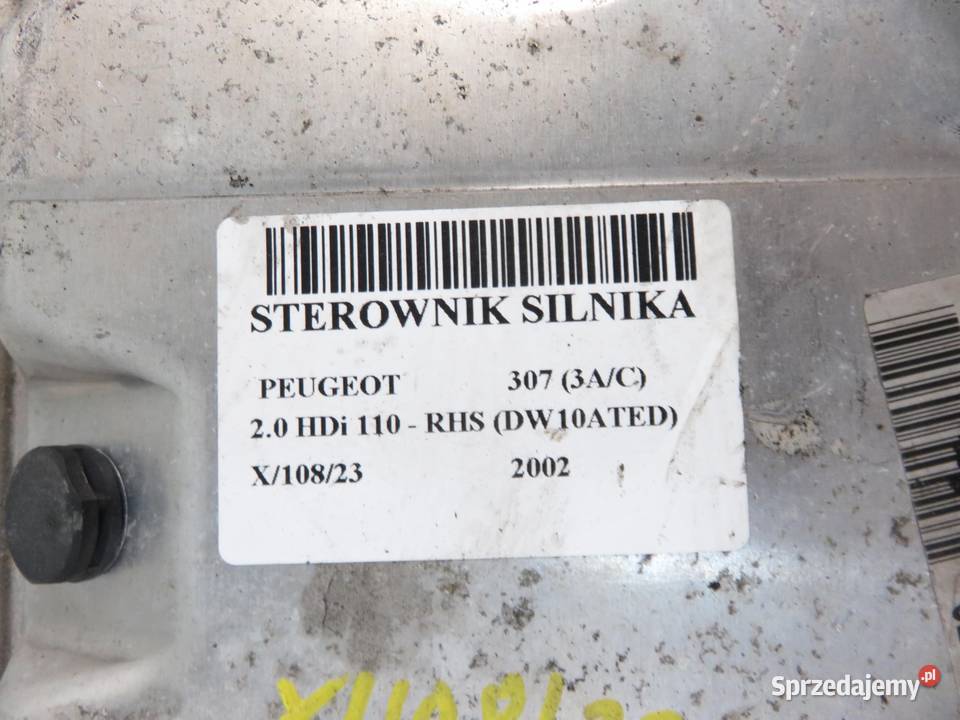 STEROWNIK SILNIKA
PEUGEOT 307 (3A/C)
2.0 HDi 110 - RHS (DW10ATED)
X/108/23 2002
Sprzedajemy.pl